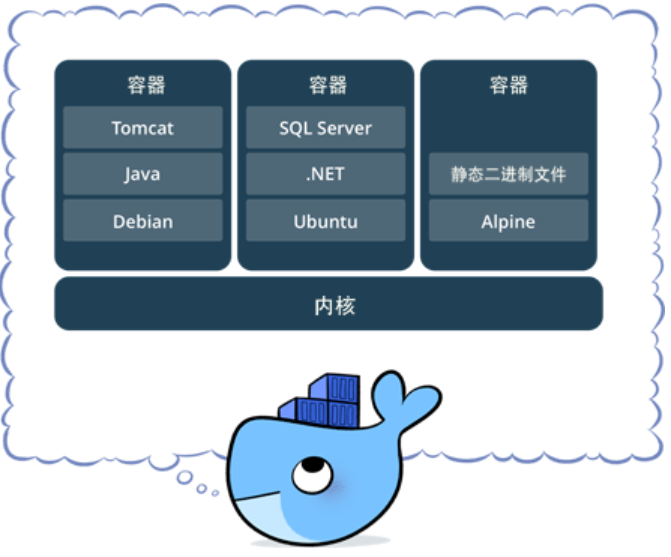 容器
Tomcat
Java
Debian
容器
SQL Server
.NET
Ubuntu
容器
静态二进制文件
Alpine
内核